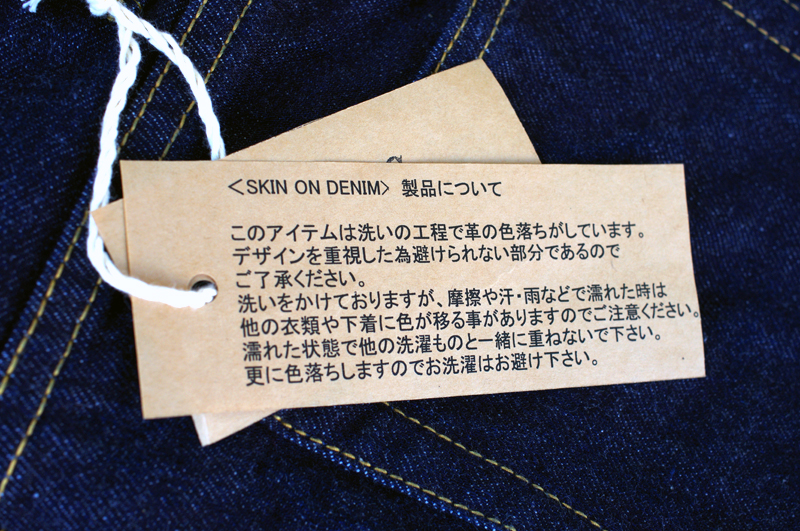 ＜SKIN ON DENIM＞ 製品について
このアイテムは洗いの工程で革の色落ちがしています。
デザインを重視した為避けられない部分であるので
ご了承ください。
洗いをかけておりますが、摩擦や汗・雨などで濡れた時は
他の衣類や下着に色が移る事がありますのでご注意ください。
濡れた状態で他の洗濯ものと一緒に重ねないで下さい。
更に色落ちしますのでお洗濯はお避け下さい。